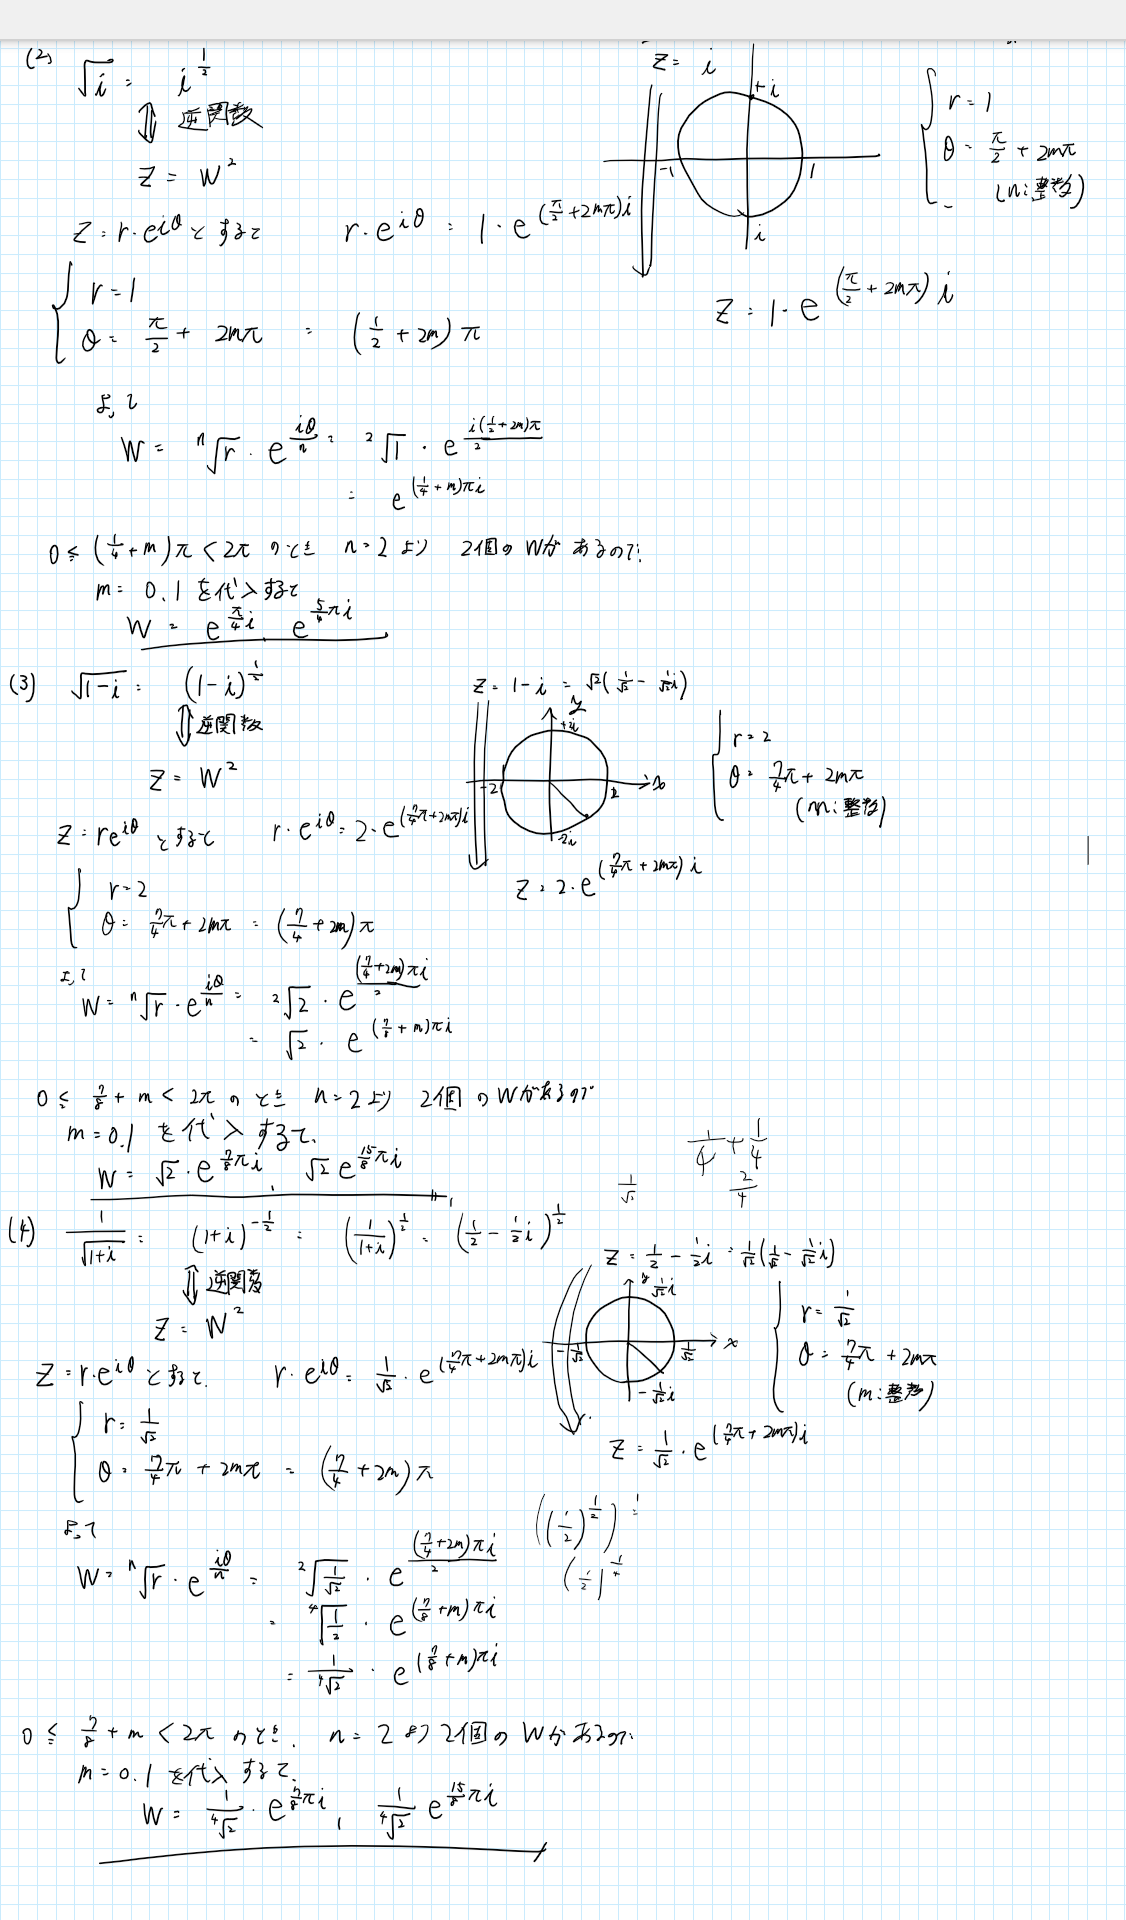 (2) √i = i^{1/2}
⇕ 逆関数
Z = W²
Z = r・e^{iθ} とすると r・e^{iθ} = 1・e^{(π/2+2mπ)i}
{ r = 1
θ = π/2 + 2mπ = (1/2 + 2m)π
Z = i
+i
-1 1
i
{ r = 1
θ = π/2 + 2mπ
(m:整数)
Z = 1・e^{(π/2 + 2mπ)i}
よって
W = ⁿ√r・e^{iθ/n} = ²√1・e^{i(1/2+2m)π/2}
= e^{(1/4 + m)πi}
0 ≦ (1/4 + m)π < 2π のとき n=2 より 2個の Wが あるので
m = 0.1 を代入すると
W = e^{π/4 i} e^{5/4 πi}
(3) √1-i = (1-i)^{1/2}
⇕ 逆関数
Z = W²
Z = re^{iθ} とすると r・e^{iθ} = 2・e^{(7/4π+2mπ)i}
{ r = 2
θ = 7/4π + 2mπ = (7/4 + 2m)π
Z = 1-i = √2(1/√2 - 1/√2 i)
y
+2i
-2 2 x
-2i
{ r = 2
θ = 7/4π + 2mπ
(m:整数)
Z = 2・e^{(7/4π + 2mπ)i}
よって
W = ⁿ√r・e^{iθ/n} = ²√2・e^{(7/4+2m)πi/2}
= √2・e^{(7/8 + m)πi}
0 ≦ 7/8 + m < 2π のとき n=2 より 2個の Wがあるので
m = 0.1 を代入すると.
W = √2・e^{7/8πi}, √2 e^{15/8πi}
1/4 + 1/4
2/4
1/√2
(4) 1/√1+i = (1+i)^{-1/2} = (1/1+i)^{1/2} = (1/2 - 1/2 i)^{1/2}
⇕ 逆関数
Z = W²
Z = r・e^{iθ} とすると. r・e^{iθ} = 1/√2・e^{(7/4π+2mπ)i}
{ r = 1/√2
θ = 7/4π + 2mπ = (7/4 + 2m)π
Z = 1/2 - 1/2 i = 1/√2(1/√2 - 1/√2 i)
y 1/√2 i
-1/√2 1/√2 x
-1/√2 i
{ r = 1/√2
θ = 7/4π + 2mπ
(m:整数)
Z = 1/√2・e^{(7/4π + 2mπ)i}
よって
W = ⁿ√r・e^{iθ/n} = ²√1/√2・e^{(7/4+2m)πi/2}
= ⁴√1/2・e^{(7/8 + m)πi}
= 1/⁴√2・e^{(7/8 + m)πi}
((1/2)^{1/2})
(1/2)
0 ≦ 7/8 + m < 2π のとき. n = 2 より 2個の Wがあるので
m = 0.1 を代入すると.
W = 1/⁴√2・e^{7/8πi}, 1/⁴√2 e^{15/8πi}